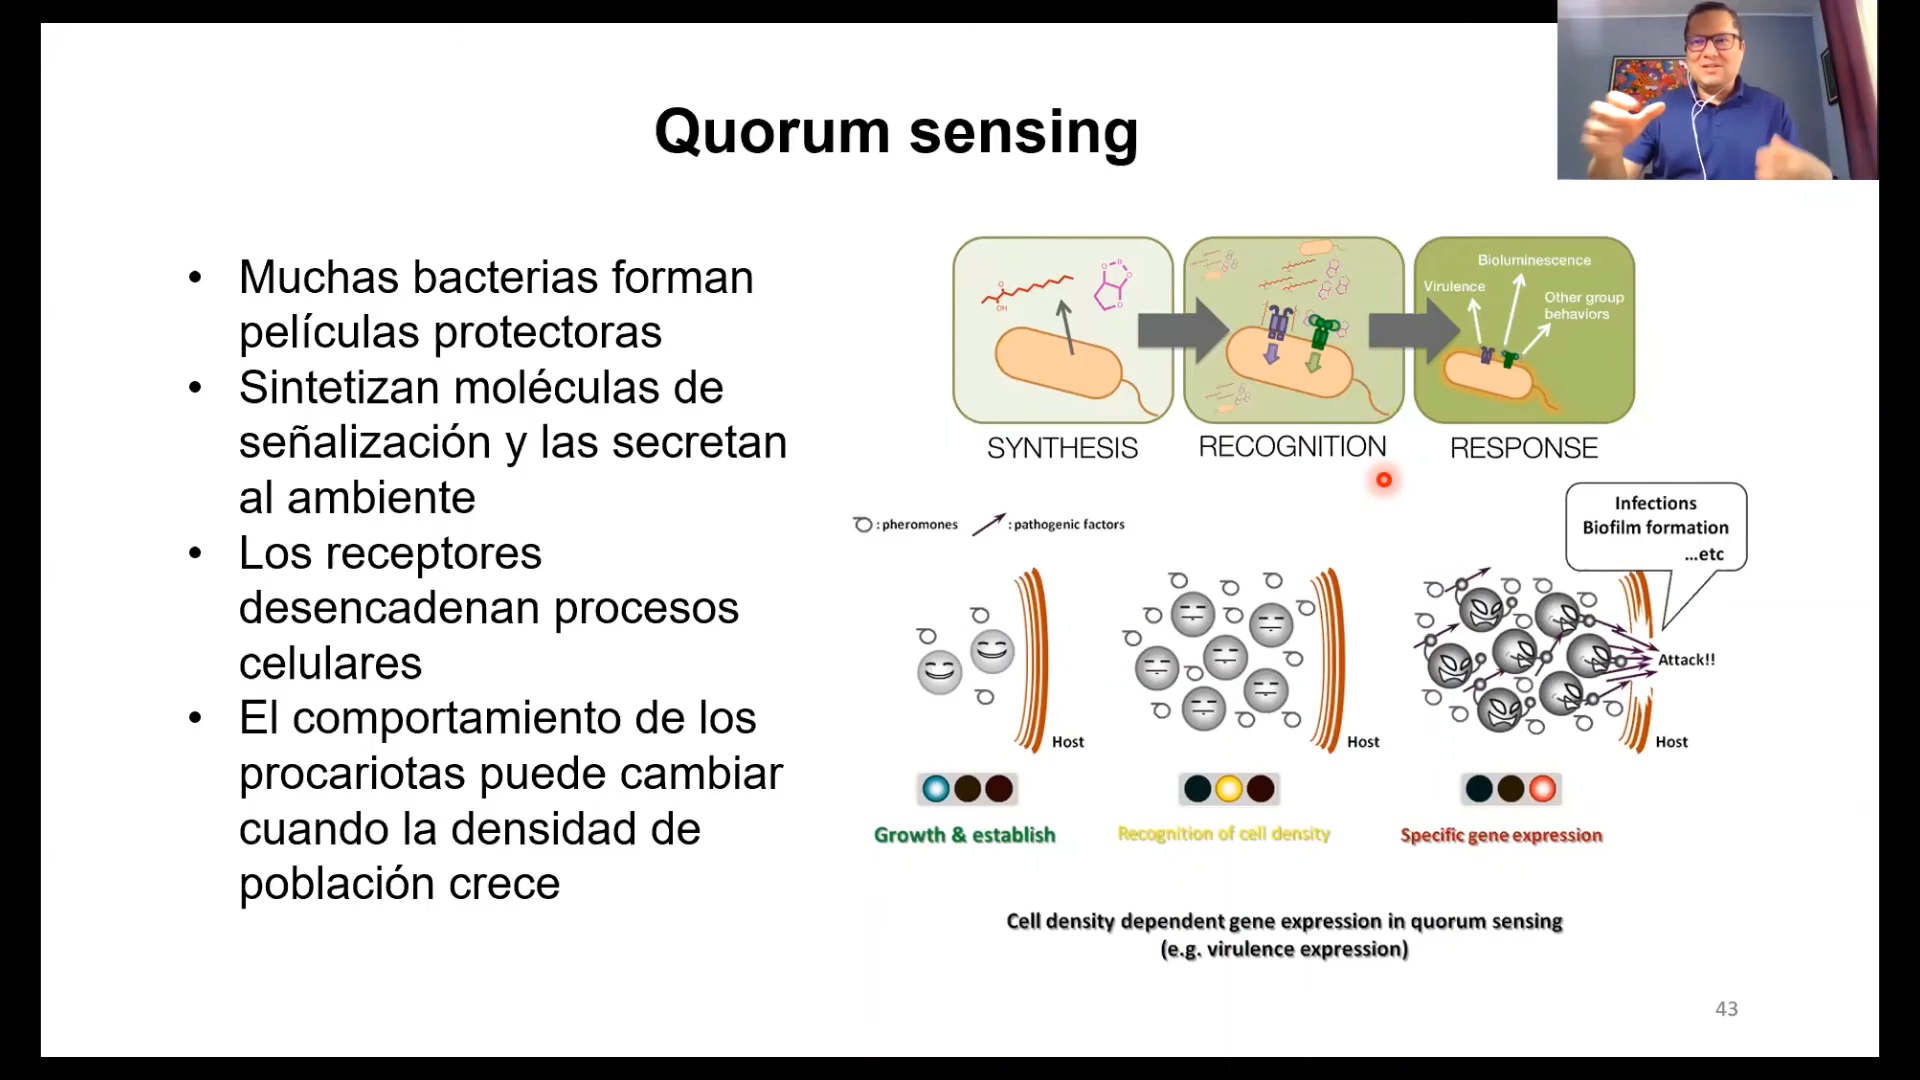 Quorum sensing
• Muchas bacterias forman
películas protectoras
• Sintetizan moléculas de
señalización y las secretan
al ambiente
• Los receptores
desencadenan procesos
celulares
• El comportamiento de los
procariotas puede cambiar
cuando la densidad de
población crece
Bioluminescence
Virulence
Other group
behaviors
SYNTHESIS
RECOGNITION
RESPONSE
: pheromones
: pathogenic factors
Infections
Biofilm formation
...etc
Attack!!
Host
Host
Host
Growth & establish
Recognition of cell density
Specific gene expression
Cell density dependent gene expression in quorum sensing
(e.g. virulence expression)
43